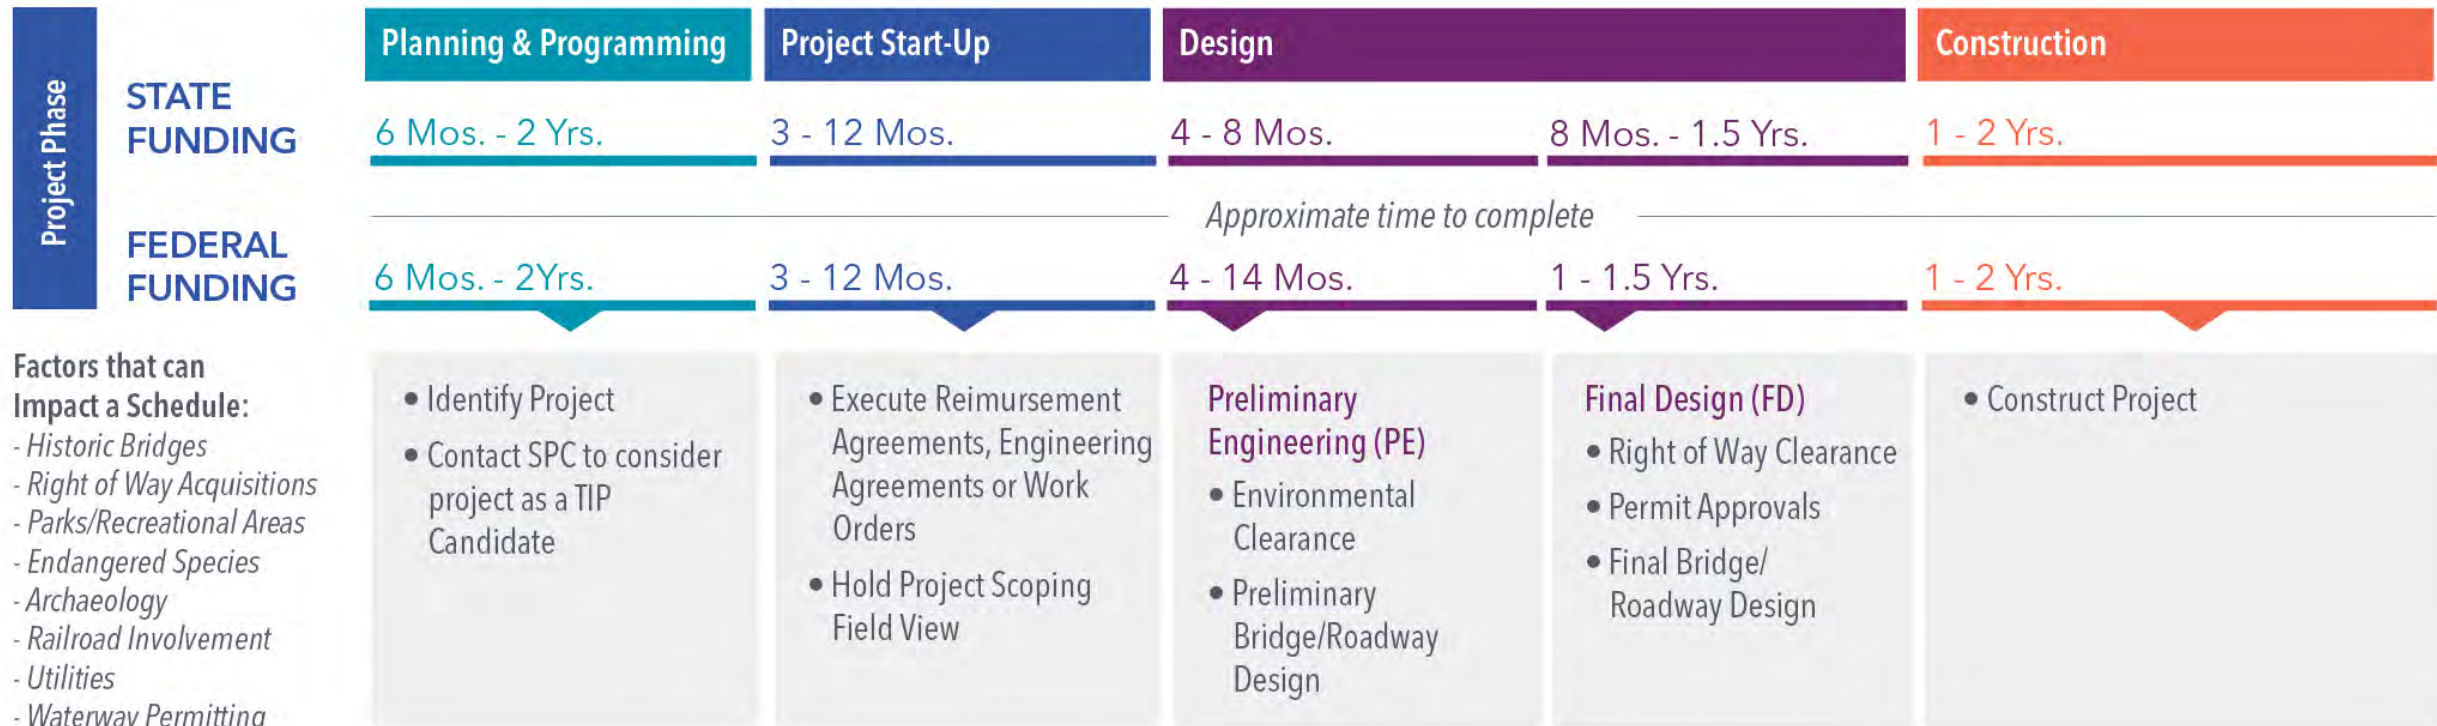 Project Phase
STATE
FUNDING
FEDERAL
FUNDING
Planning & Programming
Project Start-Up
Design
Construction
6 Mos. - 2 Yrs.
3 - 12 Mos.
4 - 8 Mos.
8 Mos. - 1.5 Yrs.
1 - 2 Yrs.
Approximate time to complete
6 Mos. - 2Yrs.
3 - 12 Mos.
4 - 14 Mos.
1 - 1.5 Yrs.
1 - 2 Yrs.
Factors that can
Impact a Schedule:
- Historic Bridges
- Right of Way Acquisitions
- Parks/Recreational Areas
- Endangered Species
- Archaeology
- Railroad Involvement
- Utilities
- Waterway Permitting
• Identify Project
• Contact SPC to consider
project as a TIP
Candidate
• Execute Reimursement
Agreements, Engineering
Agreements or Work
Orders
• Hold Project Scoping
Field View
Preliminary
Engineering (PE)
• Environmental
Clearance
• Preliminary
Bridge/Roadway
Design
Final Design (FD)
• Right of Way Clearance
• Permit Approvals
• Final Bridge/
Roadway Design
• Construct Project